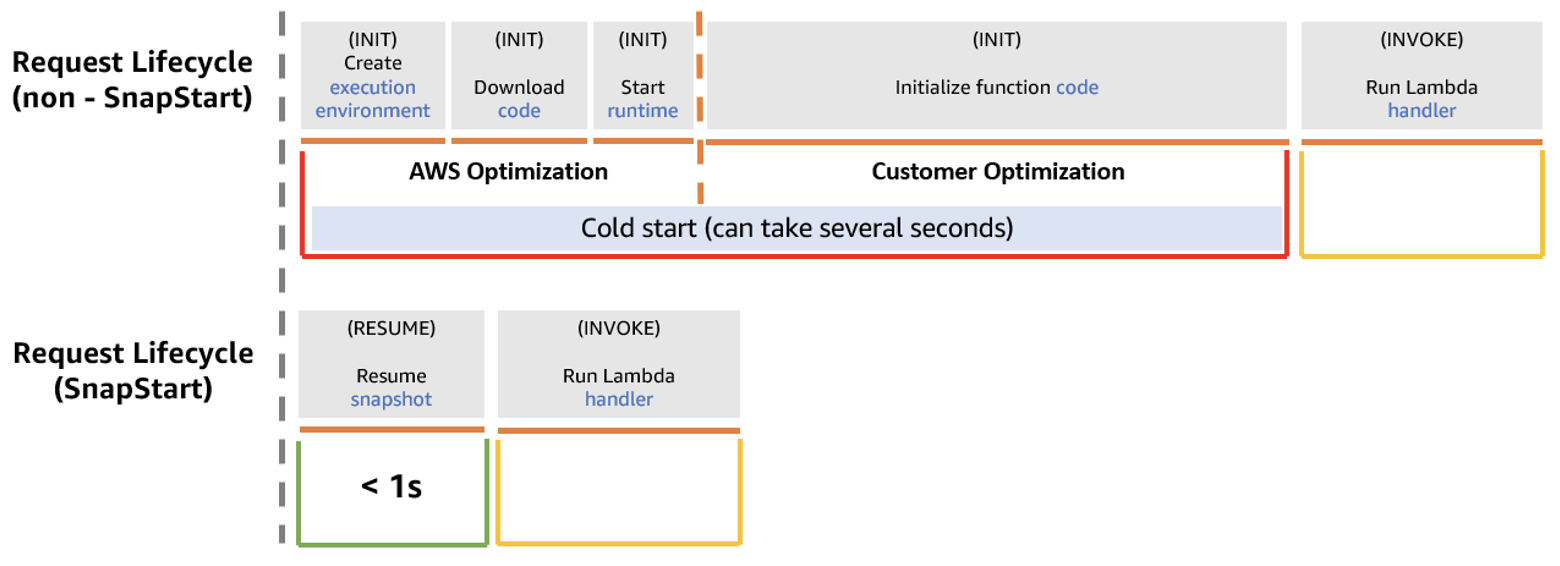 Request Lifecycle
(non - SnapStart)
(INIT)
Create
execution
environment
(INIT)
Download
code
(INIT)
Start
runtime
(INIT)
Initialize function code
(INVOKE)
Run Lambda
handler
AWS Optimization
Customer Optimization
Cold start (can take several seconds)
Request Lifecycle
(SnapStart)
(RESUME)
Resume
snapshot
(INVOKE)
Run Lambda
handler
< 1s